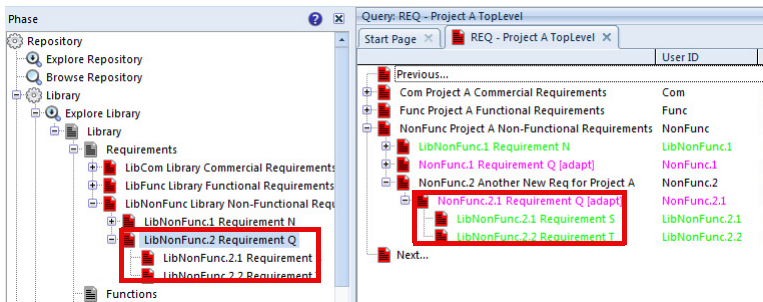 Phase
Repository
Explore Repository
Browse Repository
Library
Explore Library
Library
Requirements
LibCom Library Commercial Requirements
LibFunc Library Functional Requirements
LibNonFunc Library Non-Functional Requ
LibNonFunc.1 Requirement N
LibNonFunc.2 Requirement Q
LibNonFunc.2.1 Requirement
LibNonFunc.2.2 Requirement
Functions
Query: REQ - Project A TopLevel
Start Page
REQ - Project A TopLevel
User ID
Previous...
Com Project A Commercial Requirements Com
Func Project A Functional Requirements Func
NonFunc Project A Non-Functional Requirements NonFunc
LibNonFunc.1 Requirement N LibNonFunc.1
NonFunc.1 Requirement Q [adapt] NonFunc.1
NonFunc.2 Another New Req for Project A NonFunc.2
NonFunc.2.1 Requirement Q [adapt] NonFunc.2.1
LibNonFunc.2.1 Requirement S LibNonFunc.2.1
LibNonFunc.2.2 Requirement T LibNonFunc.2.2
Next...